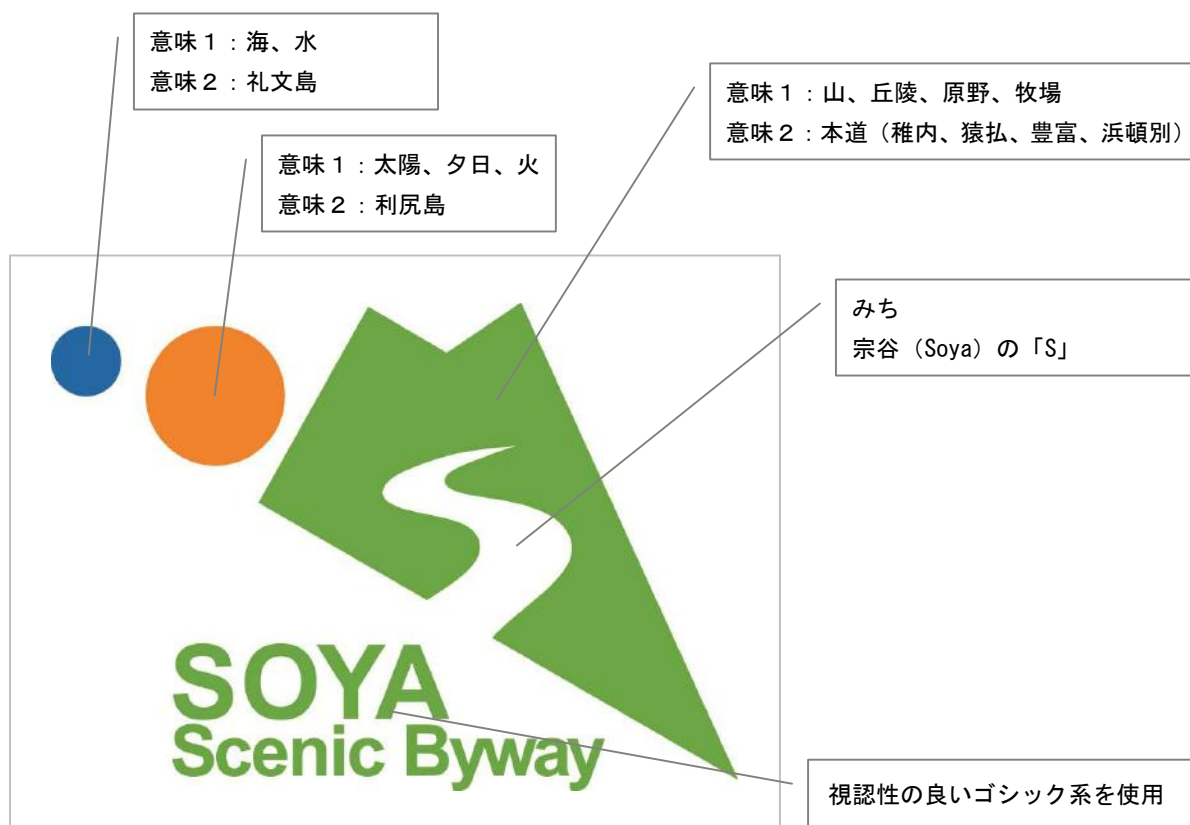 意味1：海、水
意味2：礼文島
意味1：山、丘陵、原野、牧場
意味2：本道（稚内、猿払、豊富、浜頓別）
意味1：太陽、夕日、火
意味2：利尻島
みち
宗谷（Soya）の「S」
SOYA
Scenic Byway
視認性の良いゴシック系を使用